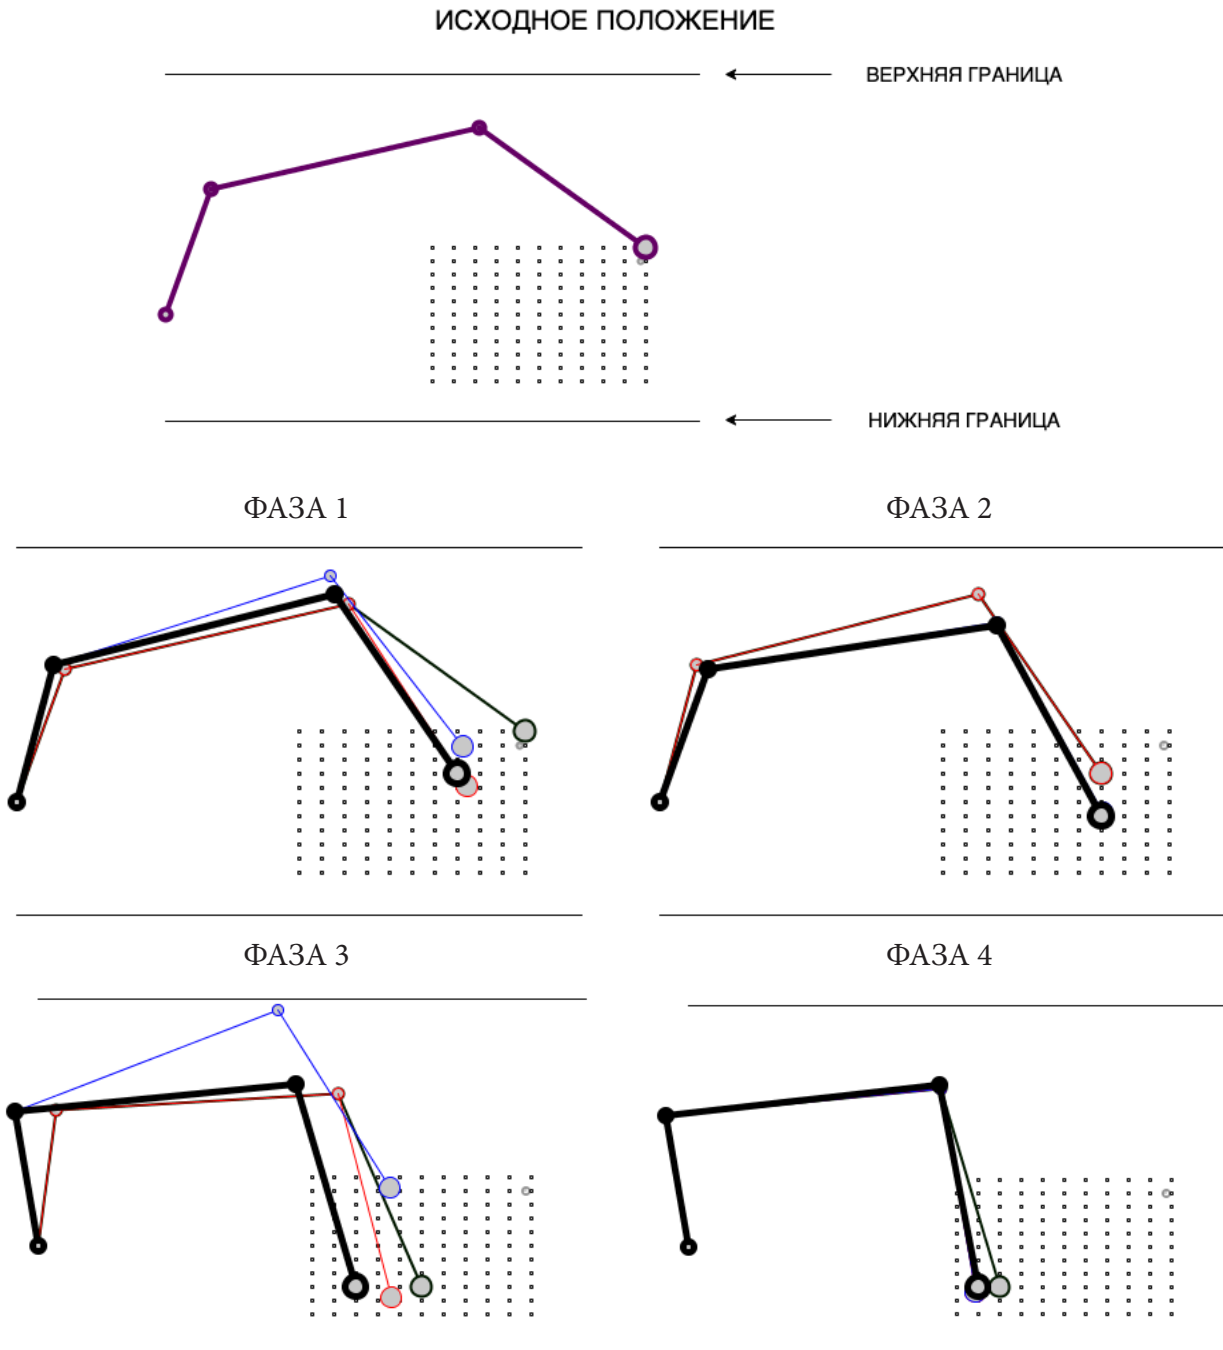 ИСХОДНОЕ ПОЛОЖЕНИЕ
ВЕРХНЯЯ ГРАНИЦА
НИЖНЯЯ ГРАНИЦА
ФАЗА 1
ФАЗА 2
ФАЗА 3
ФАЗА 4